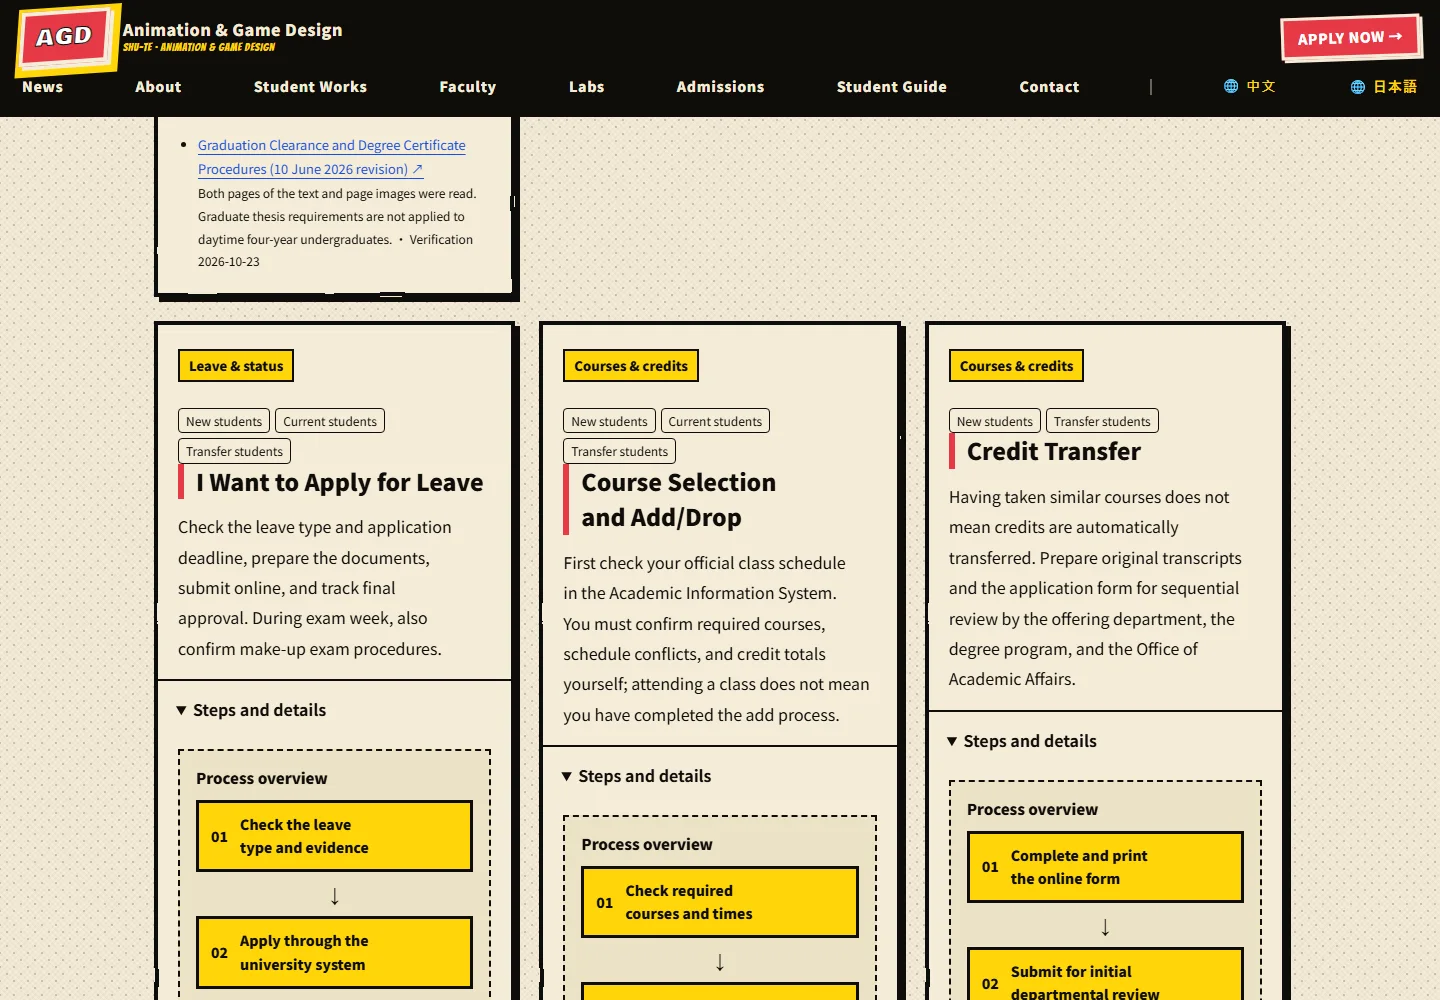 AGD
Animation & Game Design
SHU-TE · ANIMATION & GAME DESIGN
APPLY NOW →
News
About
Student Works
Faculty
Labs
Admissions
Student Guide
Contact
|
中文
日本語
Graduation Clearance and Degree Certificate
Procedures (10 June 2026 revision) ↗
Both pages of the text and page images were read.
Graduate thesis requirements are not applied to
daytime four-year undergraduates. · Verification
2026-10-23
Leave & status
New students
Current students
Transfer students
I Want to Apply for Leave
Check the leave type and application
deadline, prepare the documents,
submit online, and track final
approval. During exam week, also
confirm make-up exam procedures.
▼ Steps and details
Process overview
01 Check the leave
type and evidence
↓
02 Apply through the
university system
Courses & credits
New students
Current students
Transfer students
Course Selection
and Add/Drop
First check your official class schedule
in the Academic Information System.
You must confirm required courses,
schedule conflicts, and credit totals
yourself; attending a class does not mean
you have completed the add process.
▼ Steps and details
Process overview
01 Check required
courses and times
↓
Courses & credits
New students
Transfer students
Credit Transfer
Having taken similar courses does not
mean credits are automatically
transferred. Prepare original transcripts
and the application form for sequential
review by the offering department, the
degree program, and the Office of
Academic Affairs.
▼ Steps and details
Process overview
01 Complete and print
the online form
↓
02 Submit for initial
departmental review